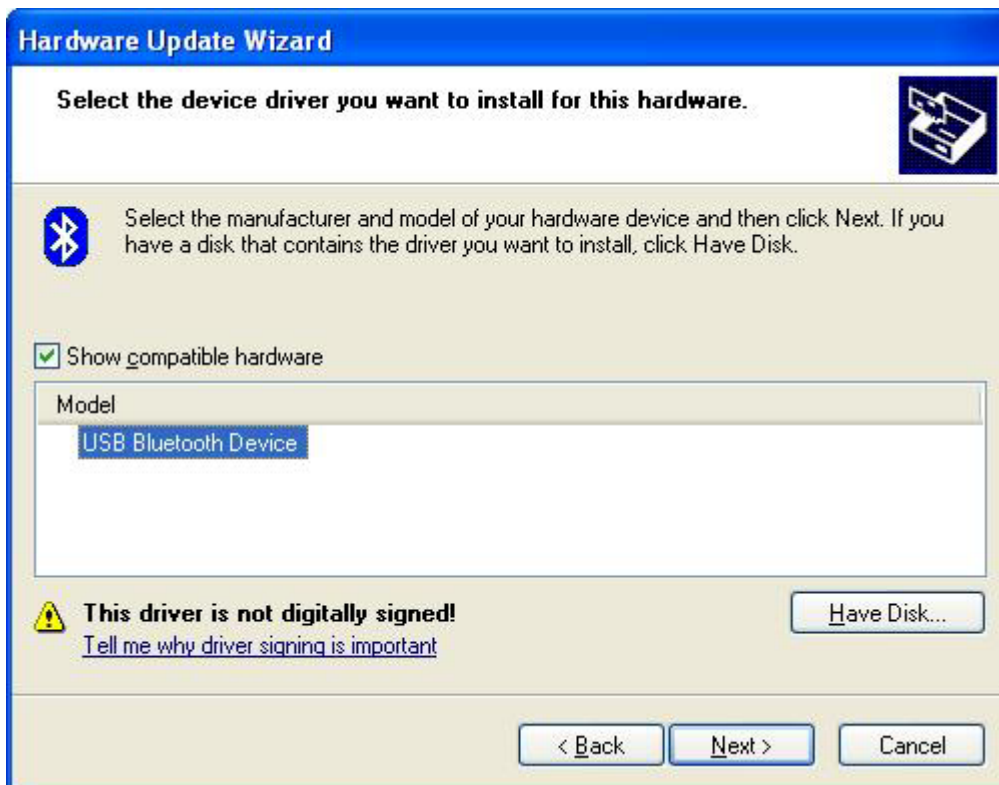 Hardware Update Wizard
Select the device driver you want to install for this hardware.
Select the manufacturer and model of your hardware device and then click Next. If you
have a disk that contains the driver you want to install, click Have Disk.
Show compatible hardware
Model
USB Bluetooth Device
This driver is not digitally signed!
Have Disk...
Tell me why driver signing is important
< Back
Next >
Cancel